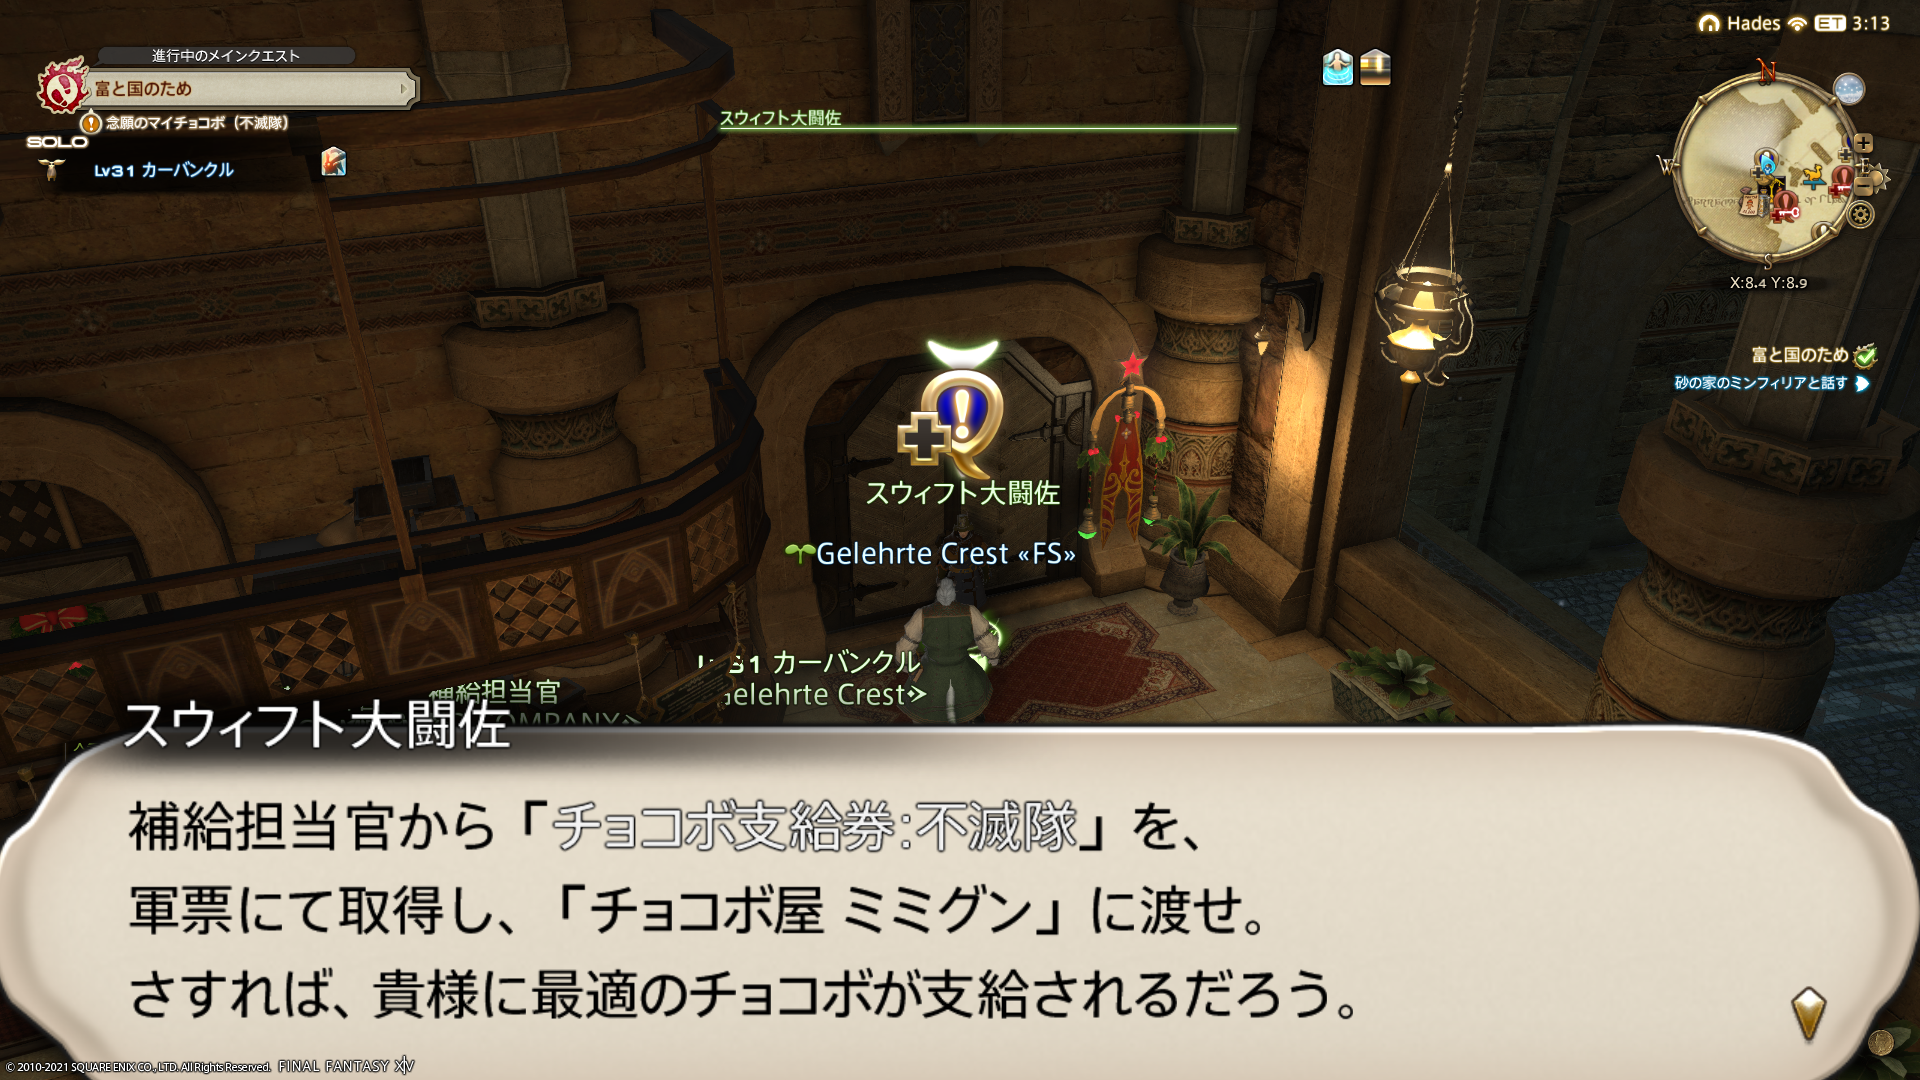 Hades ET 3:13
進行中のメインクエスト
富と国のため
念願のマイチョコボ（不滅隊）
SOLO
Lv31 カーバンクル
スウィフト大闘佐
N
W
E
S
X:8.4 Y:8.9
富と国のため
砂の家のミンフィリアと話す
スウィフト大闘佐
Gelehrte Crest «FS»
31 カーバンクル
elehrte Crest
補給担当官
COMPANY
スウィフト大闘佐
補給担当官から「チョコボ支給券:不滅隊」を、
軍票にて取得し、「チョコボ屋 ミミグン」に渡せ。
さすれば、貴様に最適のチョコボが支給されるだろう。
© 2010-2021 SQUARE ENIX CO., LTD. All Rights Reserved. FINAL FANTASY XIV